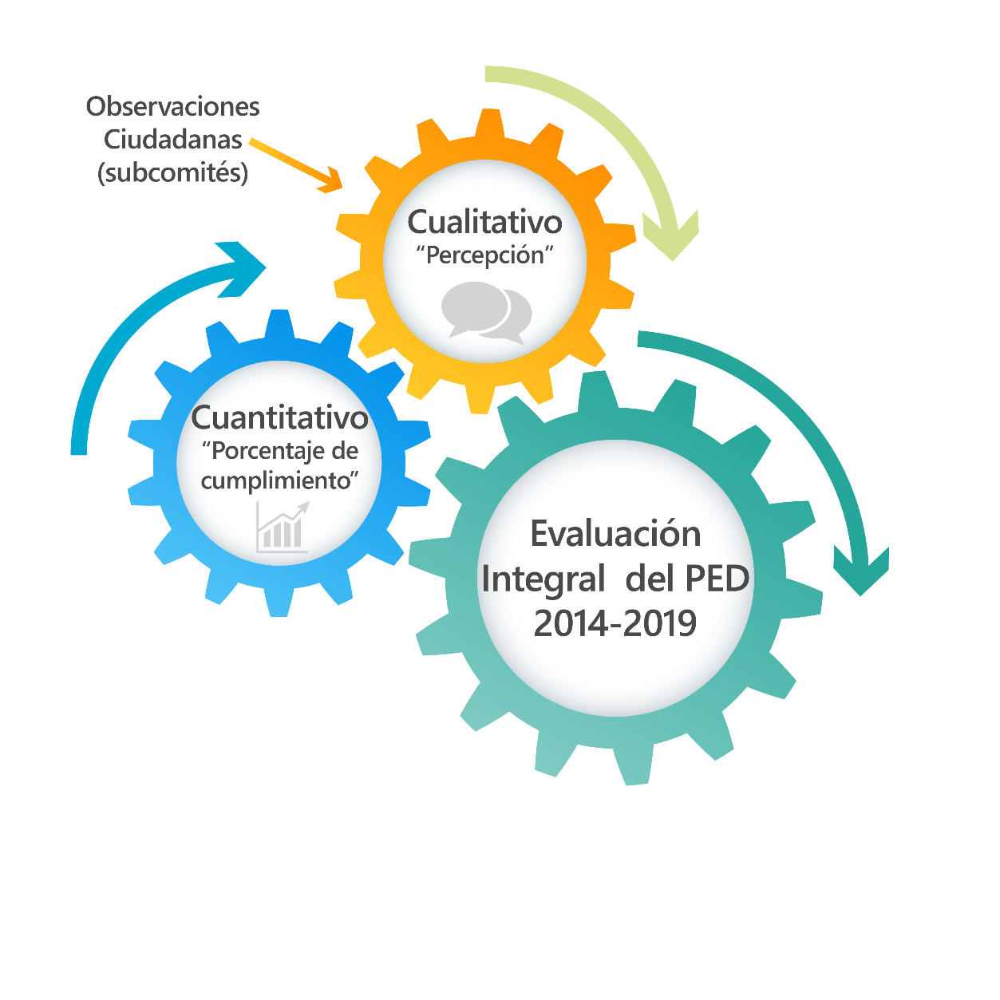 Observaciones
Ciudadanas
(subcomités)
Cualitativo
“Percepción”
Cuantitativo
“Porcentaje de
cumplimiento”
Evaluación
Integral  del PED
2014-2019